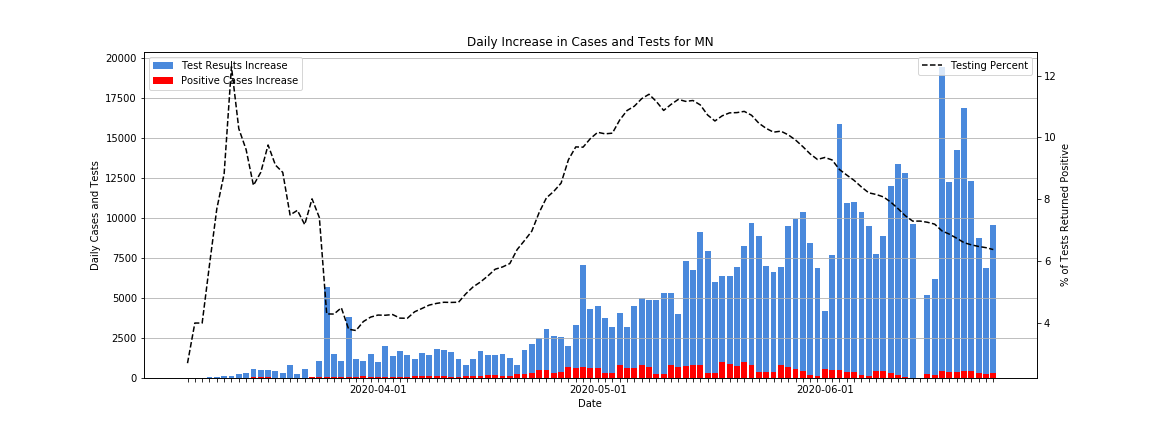 Daily Increase in Cases and Tests for MN
Test Results Increase
Positive Cases Increase
Testing Percent
20000
17500
15000
12500
10000
7500
5000
2500
0
Daily Cases and Tests
12
10
8
6
4
% of Tests Returned Positive
2020-04-01
2020-05-01
2020-06-01
Date